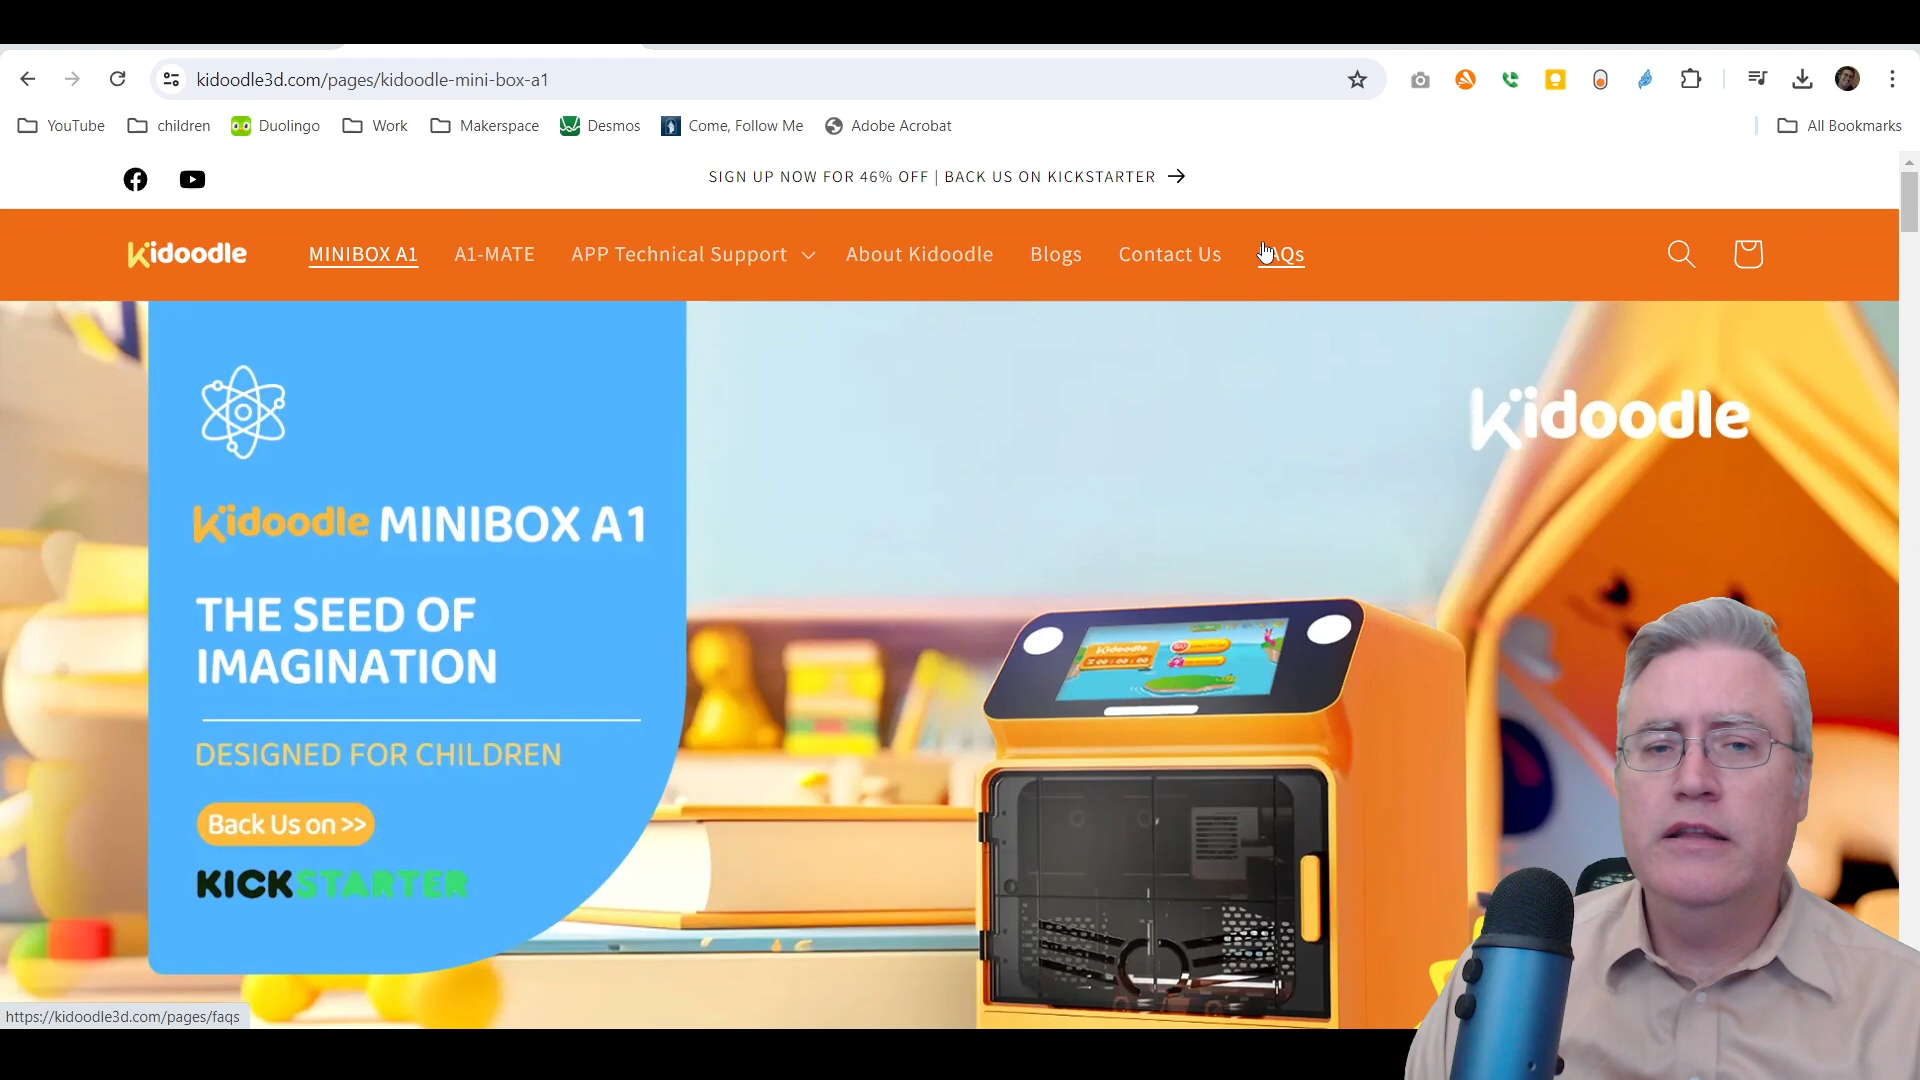 kidoodle3d.com/pages/kidoodle-mini-box-a1
YouTube children Duolingo Work Makerspace Desmos Come, Follow Me Adobe Acrobat All Bookmarks
SIGN UP NOW FOR 46% OFF | BACK US ON KICKSTARTER
Kidoodle MINIBOX A1 A1-MATE APP Technical Support About Kidoodle Blogs Contact Us FAQs
kidoodle
kidoodle MINIBOX A1
THE SEED OF
IMAGINATION
DESIGNED FOR CHILDREN
Back Us on >>
KICKSTARTER
Kidoodle
https://kidoodle3d.com/pages/faqs